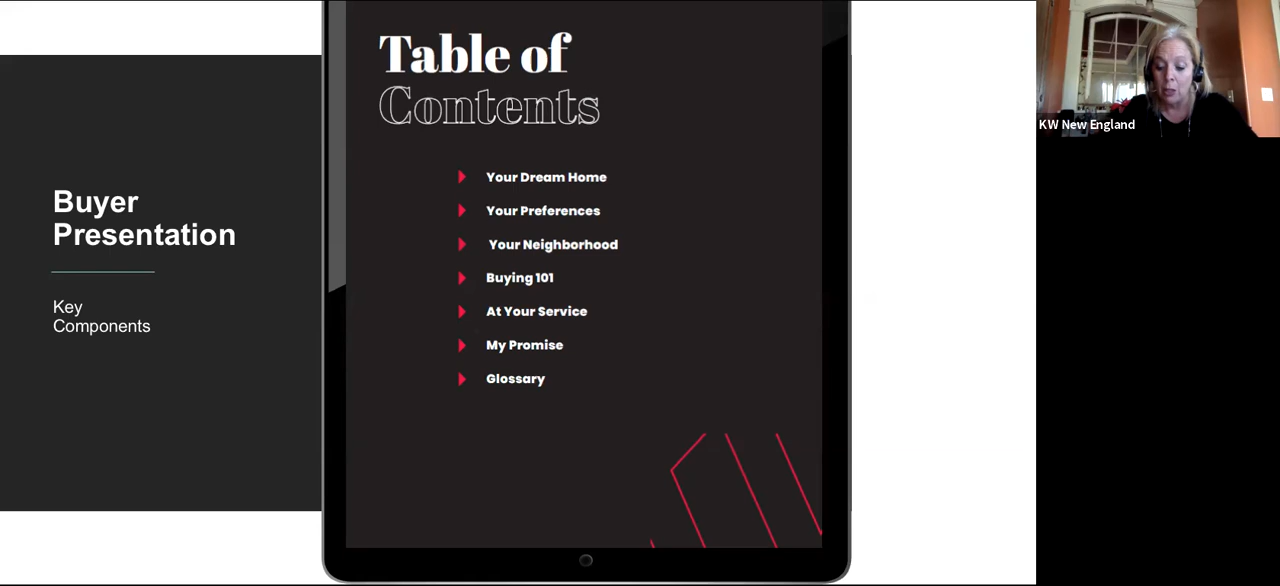 Buyer
Presentation
Key
Components
Table of
Contents
Your Dream Home
Your Preferences
Your Neighborhood
Buying 101
At Your Service
My Promise
Glossary
KW New England